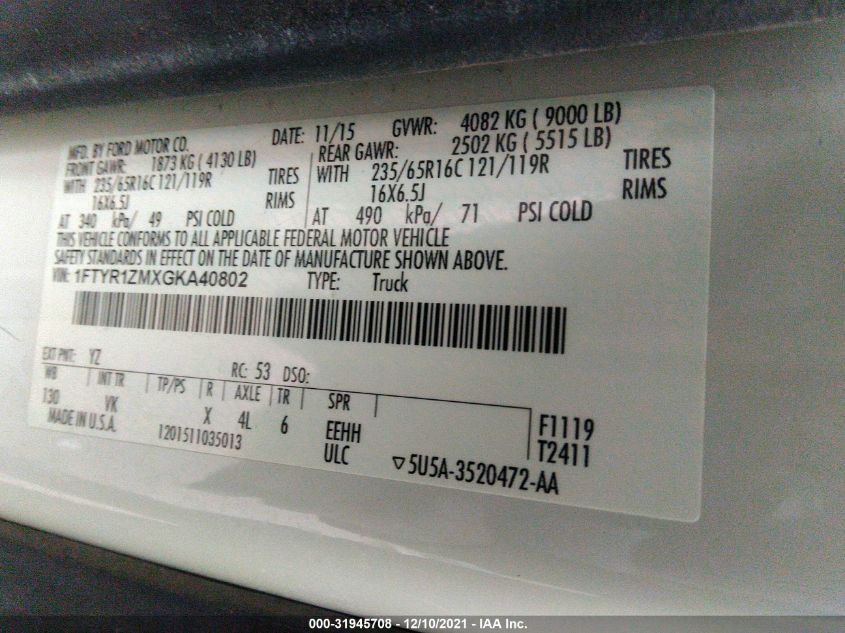 MFD. BY FORD MOTOR CO.
DATE: 11/15 GVWR: 4082 KG ( 9000 LB)
FRONT GAWR: 1873 KG ( 4130 LB)
REAR GAWR: 2502 KG ( 5515 LB)
WITH 235/65R16C 121/119R TIRES
WITH 235/65R16C 121/119R TIRES
16X6.5J RIMS
16X6.5J RIMS
AT 340 kPa/ 49 PSI COLD
AT 490 kPa/ 71 PSI COLD
THIS VEHICLE CONFORMS TO ALL APPLICABLE FEDERAL MOTOR VEHICLE
SAFETY STANDARDS IN EFFECT ON THE DATE OF MANUFACTURE SHOWN ABOVE.
VIN: 1FTYR1ZMXGKA40802 TYPE: Truck
EXT PNT: YZ RC: 53 DSO:
WB INT TR TP/PS R AXLE TR SPR
130 VK X 4L 6 EEHH F1119
MADE IN U.S.A. 1201511035013 ULC T2411
▽5U5A-3520472-AA
000-31945708 - 12/10/2021 - IAA Inc.